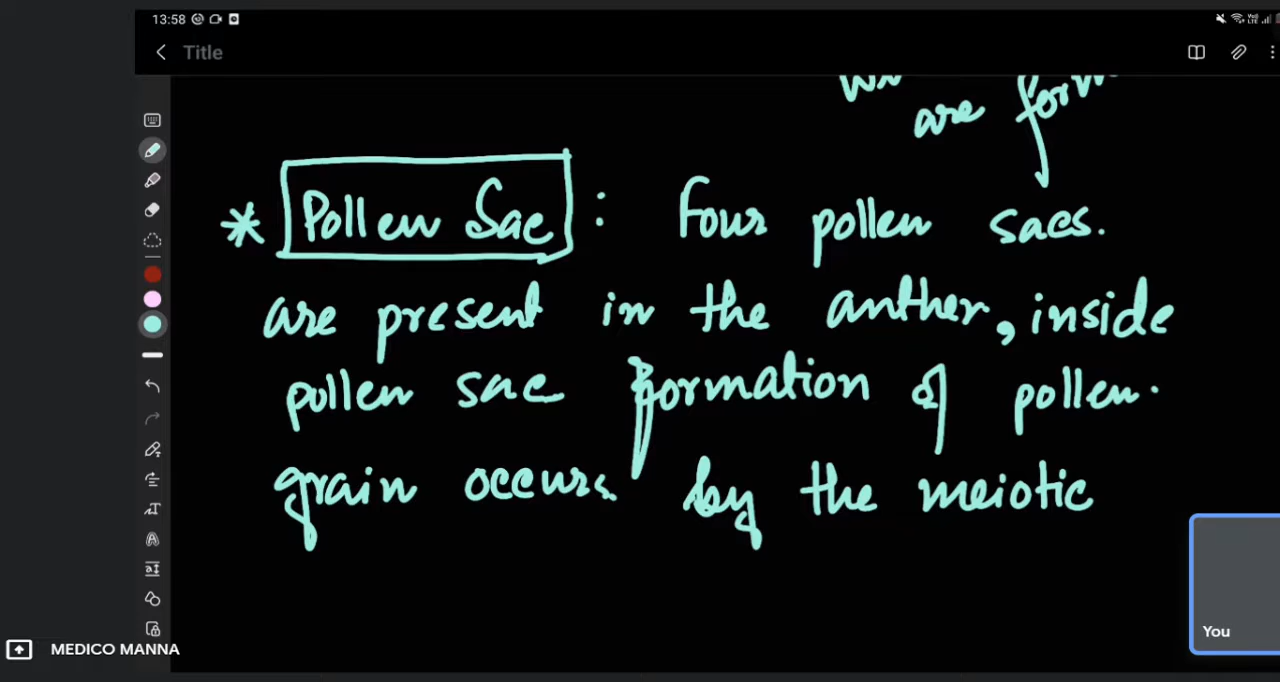 13:58
Title
are form
* Pollen Sac : Four pollen sacs.
are present in the anther, inside
pollen sac formation of pollen.
grain occurs. by the meiotic
You
MEDICO MANNA